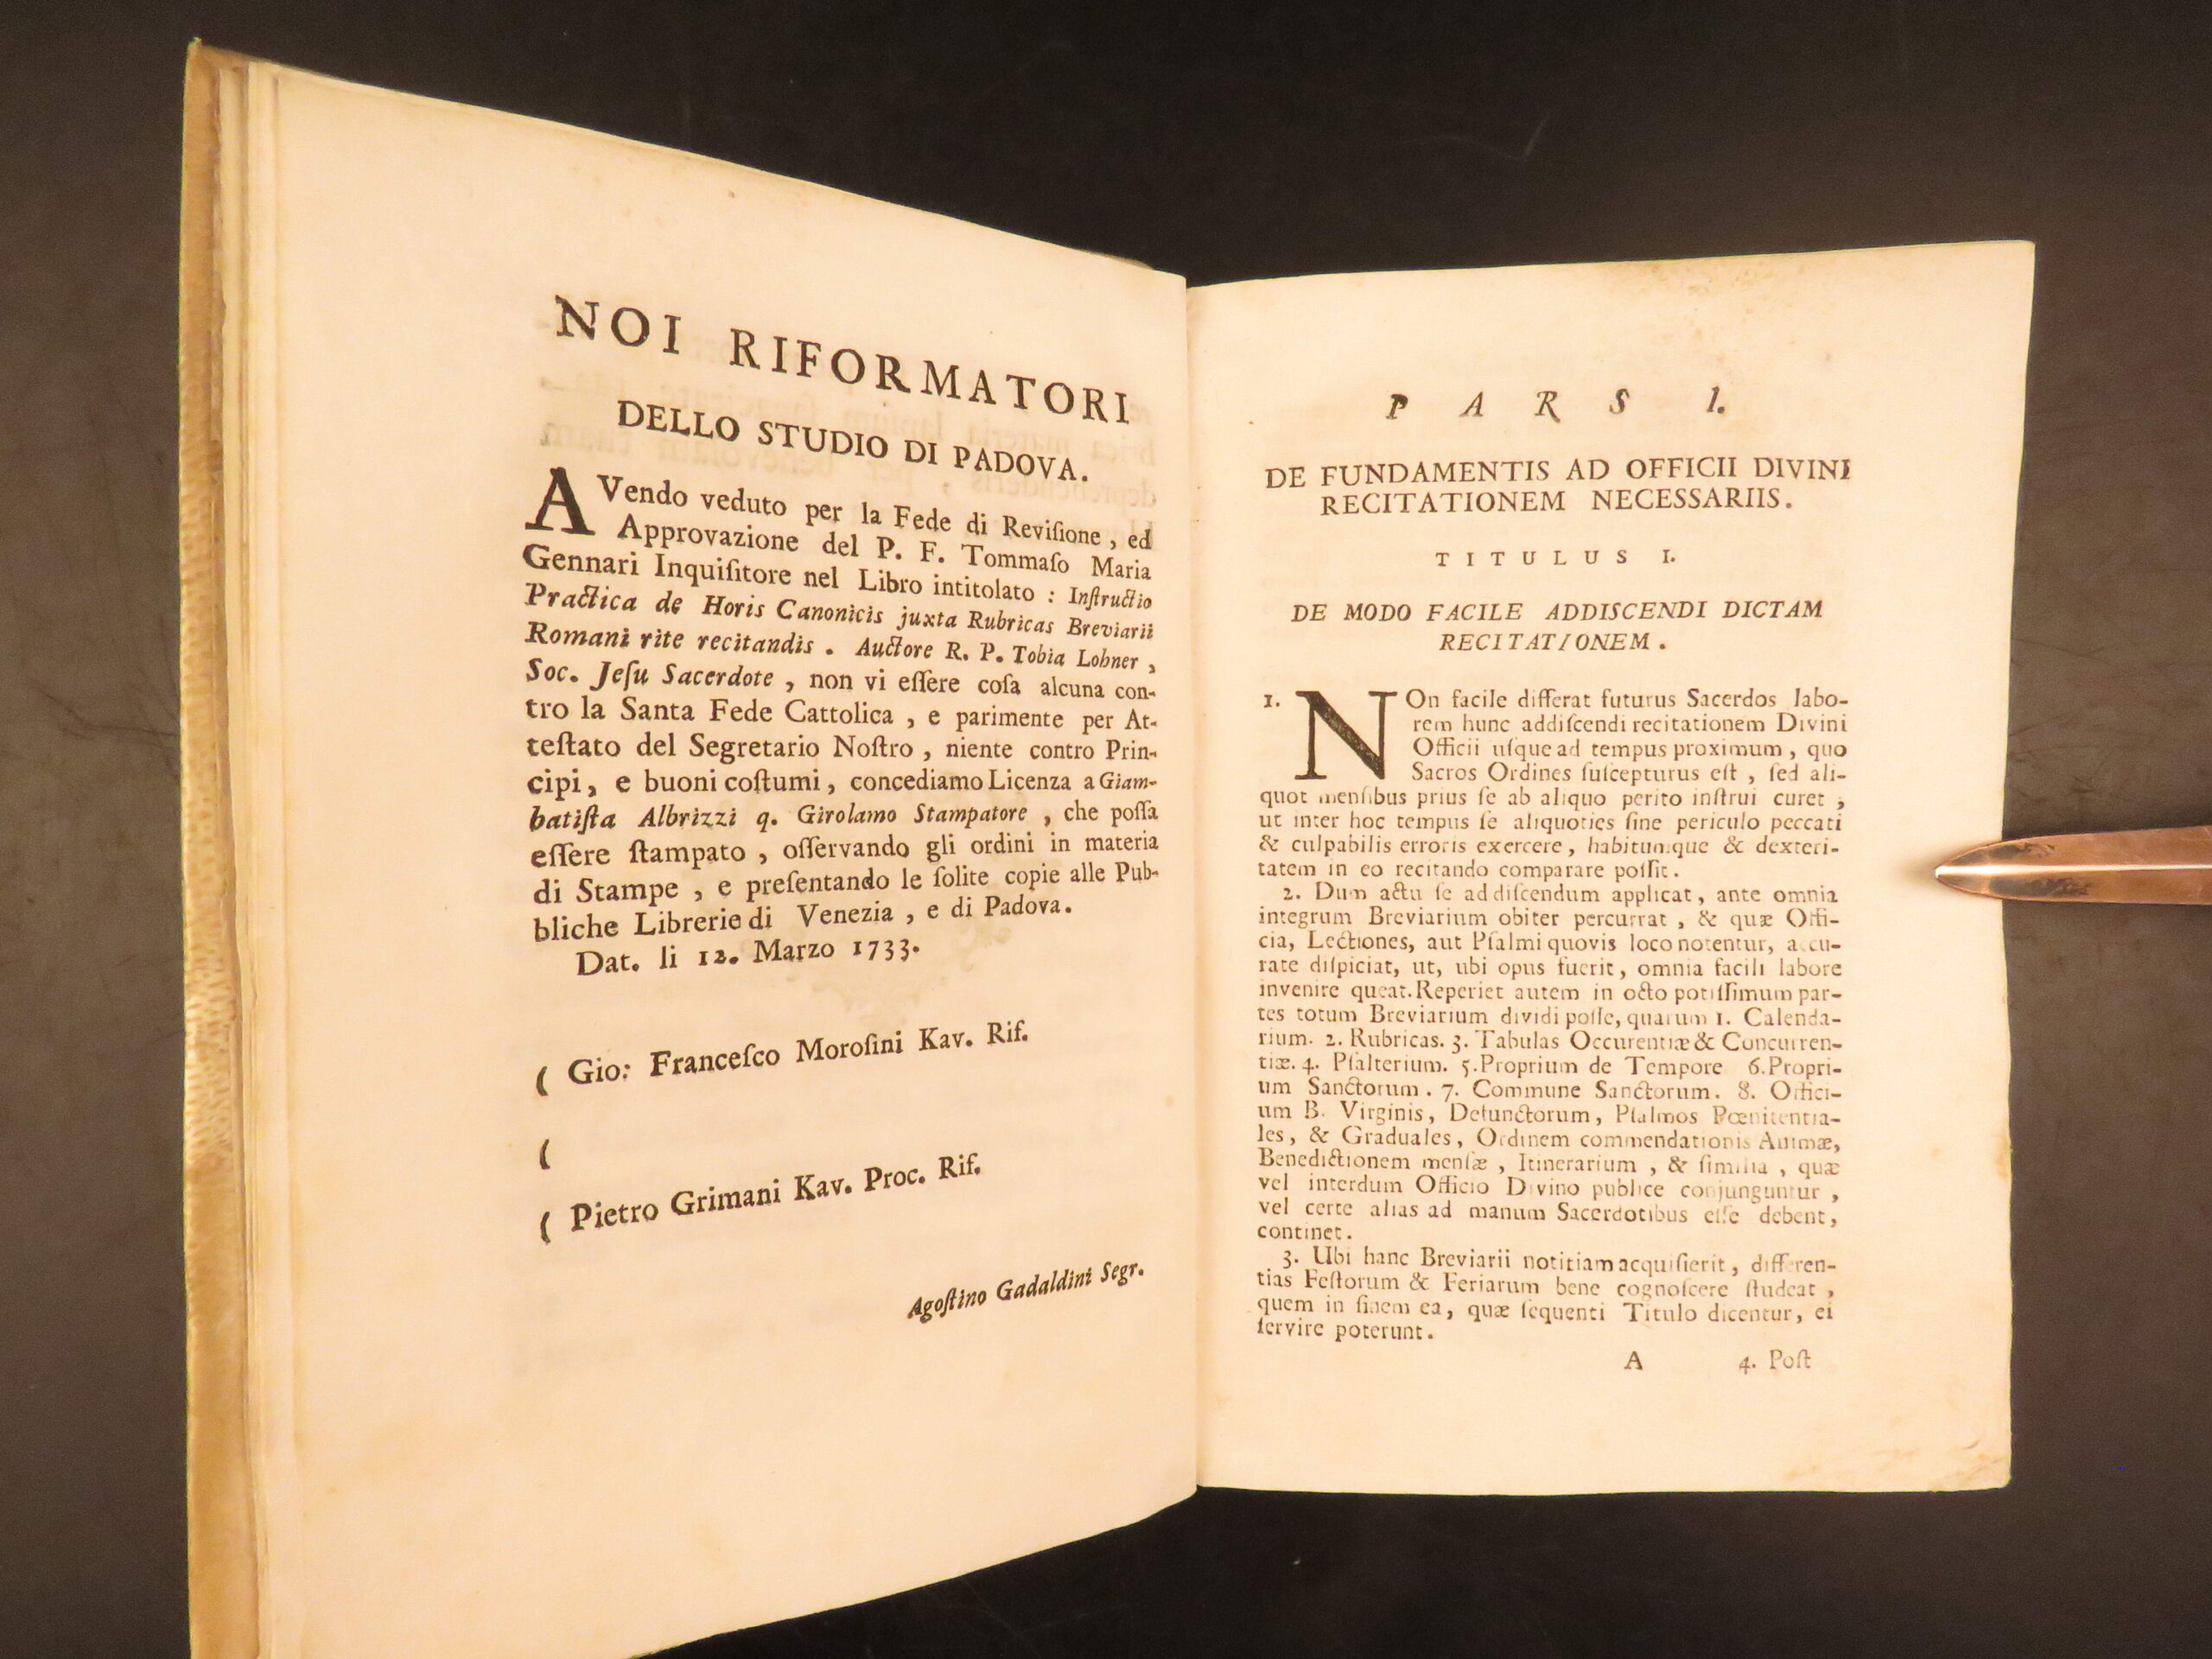 NOI RIFORMATORI
DELLO STUDIO DI PADOVA.
AVendo veduto per la Fede di Reviſione, ed
Approvazione del P. F. Tommaſo Maria
Gennari Inquiſitore nel Libro intitolato : Inſtructio
Practica de Horis Canonicis juxta Rubricas Breviarii
Romani rite recitandis . Auctore R. P. Tobia Lohner ,
Soc. Jeſu Sacerdote , non vi eſſere coſa alcuna con-
tro la Santa Fede Cattolica , e parimente per At-
teſtato del Segretario Noſtro , niente contro Prin-
cipi, e buoni coſtumi, concediamo Licenza a Giam-
batiſta Albrizzi q. Girolamo Stampatore , che poſſa
eſſere ſtampato , oſſervando gli ordini in materia
di Stampe , e preſentando le ſolite copie alle Pub-
bliche Librerie di Venezia , e di Padova.
Dat. li 12. Marzo 1733.
( Gio: Franceſco Moroſini Kav. Rif.
(
( Pietro Grimani Kav. Proc. Rif.
Agoſtino Gadaldini Segr.
PARS I.
DE FUNDAMENTIS AD OFFICII DIVINI
RECITATIONEM NECESSARIIS.
TITULUS I.
DE MODO FACILE ADDISCENDI DICTAM
RECITATIONEM .
1. NOn facile differat futurus Sacerdos labo-
rem hunc addiſcendi recitationem Divini
Officii uſque ad tempus proximum , quo
Sacros Ordines ſuſcepturus eſt , ſed ali-
quot menſibus prius ſe ab aliquo perito inſtrui curet ,
ut inter hoc tempus ſe aliquoties ſine periculo peccati
& culpabilis erroris exercere, habitumque & dexteri-
tatem in eo recitando comparare poſſit.
2. Dum actu ſe ad diſcendum applicat, ante omnia
integrum Breviarium obiter percurrat , & quæ Offi-
cia, Lectiones, aut Pſalmi quovis loco notentur, accu-
rate diſpiciat, ut, ubi opus fuerit, omnia facili labore
invenire queat. Reperiet autem in octo potiſſimum par-
tes totum Breviarium dividi poſſe, quarum 1. Calenda-
rium. 2. Rubricas. 3. Tabulas Occurentiæ & Concurren-
tiæ. 4. Pſalterium. 5. Proprium de Tempore 6. Propri-
um Sanctorum . 7. Commune Sanctorum. 8. Offici-
um B. Virginis, Defunctorum, Pſalmos Pœnitentia-
les, & Graduales, Ordinem commendationis Animæ,
Benedictionem menſæ , Itinerarium , & ſimilia , quæ
vel interdum Officio Divino publice conjunguntur ,
vel certe alias ad manum Sacerdotibus eſſe debent,
continet.
3. Ubi hanc Breviarii notitiam acquiſierit, differen-
tias Feſtorum & Feriarum bene cognoſcere ſtudeat ,
quem in finem ea, quæ ſequenti Titulo dicentur, ei
ſervire poterunt.
A 4. Poſt